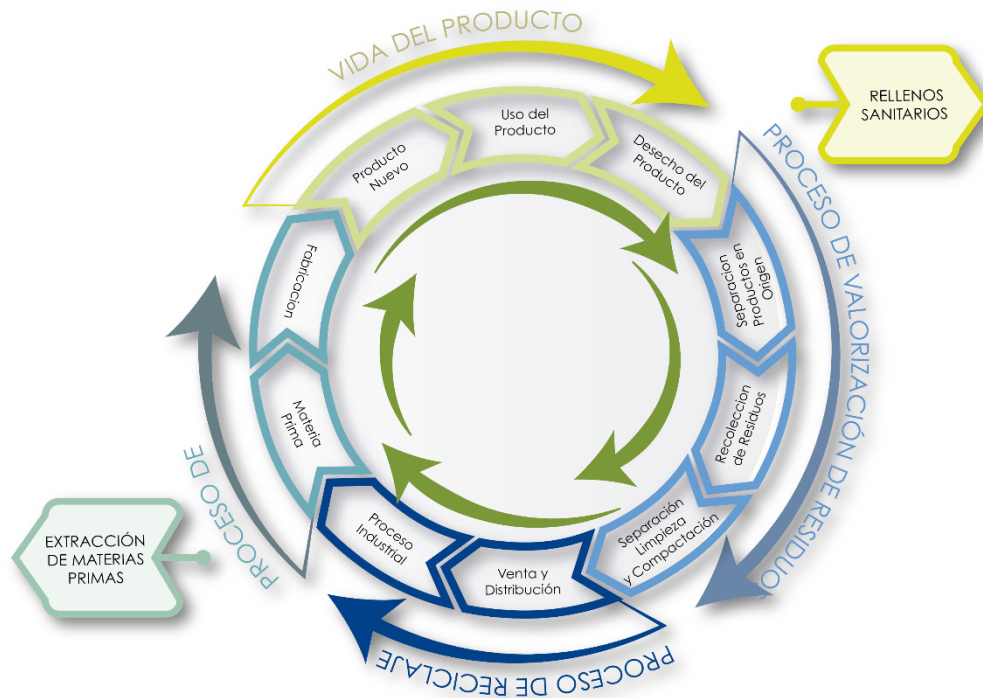 VIDA DEL PRODUCTO
RELLENOS
SANITARIOS
Uso del
Producto
Producto
Nuevo
Desecho del
Producto
PROCESO DE VALORIZACIÓN DE RESIDUO
Separacion
Productos en
Origen
Fabricacion
Recoleccion
de Residuos
Materia
Prima
PROCESO DE
Separación
Limpieza
y Compactación
Proceso
Industrial
Venta y
Distribución
EXTRACCIÓN
DE MATERIAS
PRIMAS
PROCESO DE RECICLAJE